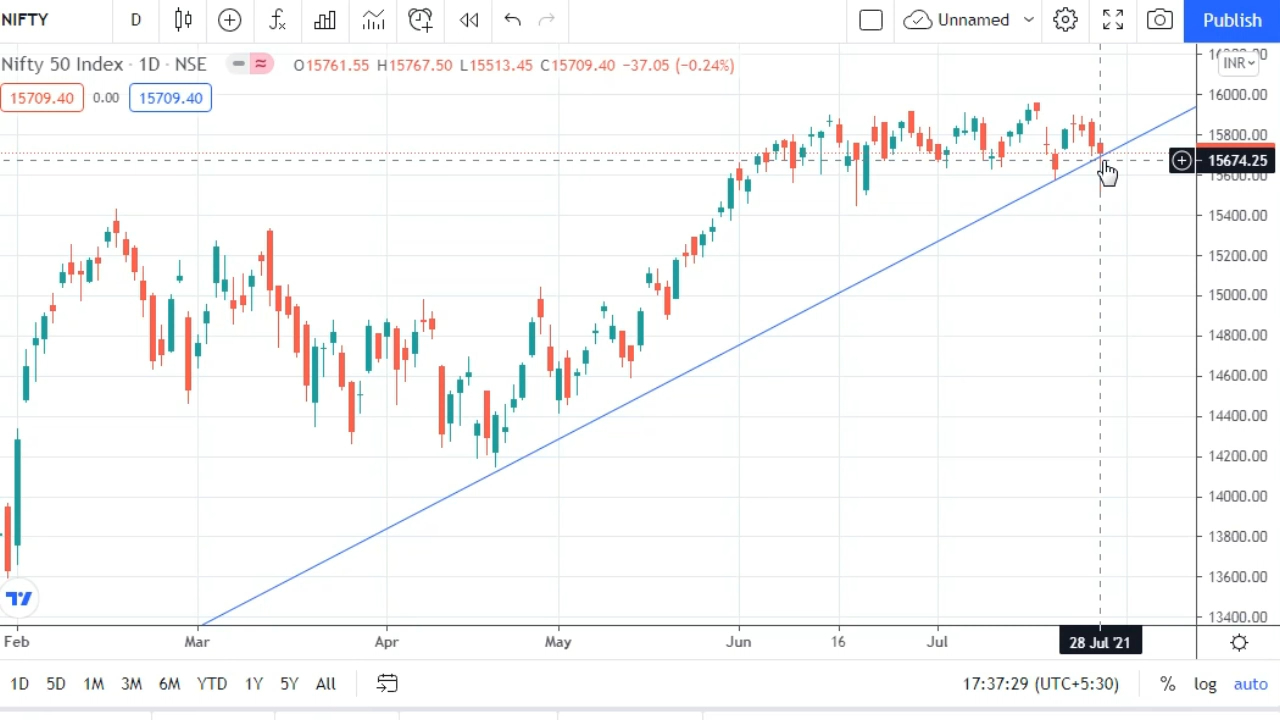 NIFTY D Unnamed Publish
Nifty 50 Index · 1D · NSE O15761.55 H15767.50 L15513.45 C15709.40 −37.05 (−0.24%)
15709.40 0.00 15709.40
INR
16000.00
15800.00
15674.25
15400.00
15200.00
15000.00
14800.00
14600.00
14400.00
14200.00
14000.00
13800.00
13600.00
13400.00
Feb Mar Apr May Jun 16 Jul 28 Jul '21
1D 5D 1M 3M 6M YTD 1Y 5Y All 17:37:29 (UTC+5:30) % log auto